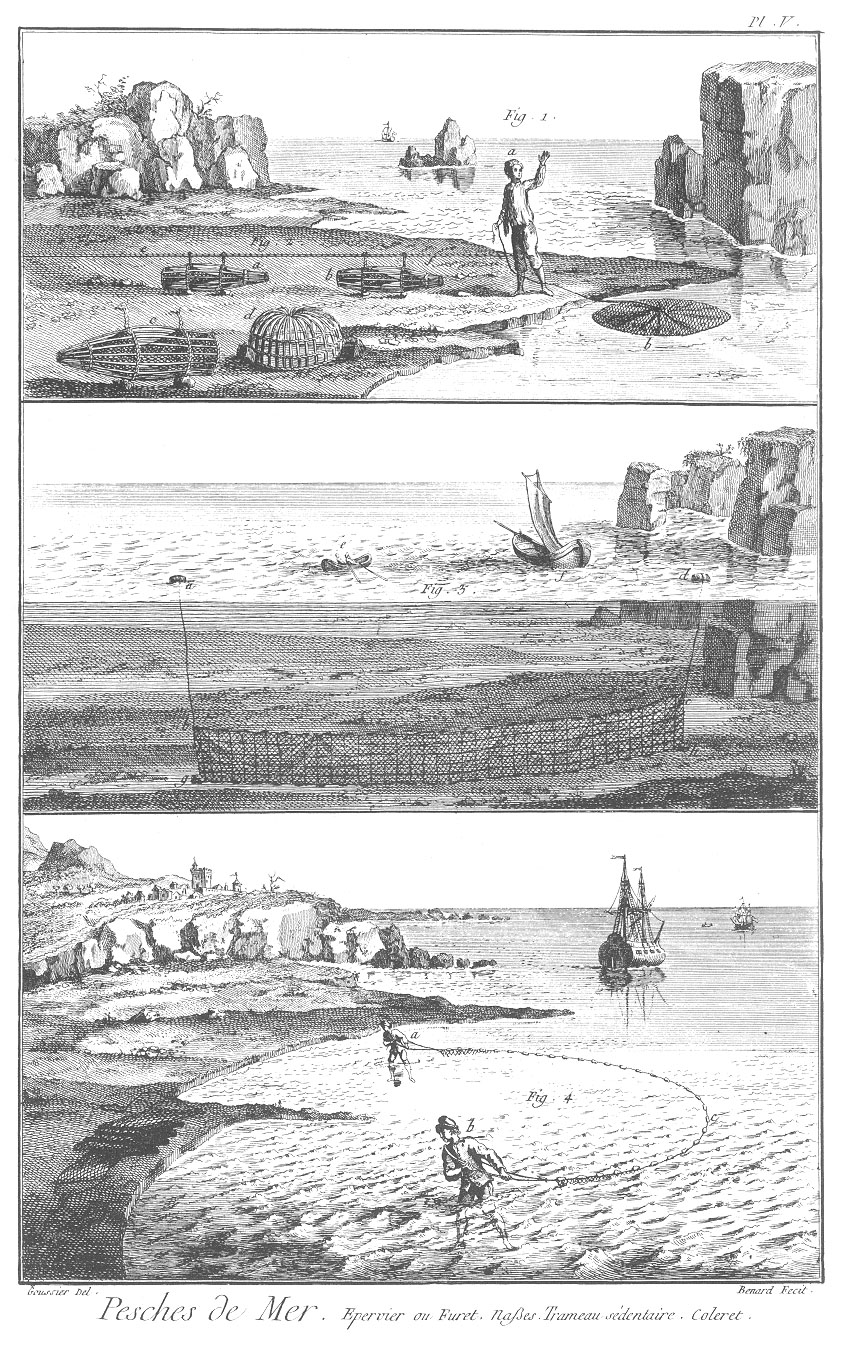 Pl. V.
Fig. 1.
a
b
Fig. 2
e
a
b
c
d
a
d
Fig. 3.
f
b
g
a
Fig. 4
c
b
Goussier Del.
Benard Fecit.
Pesches de Mer. Epervier ou Furet. Naßes. Trameau sédentaire. Coleret.